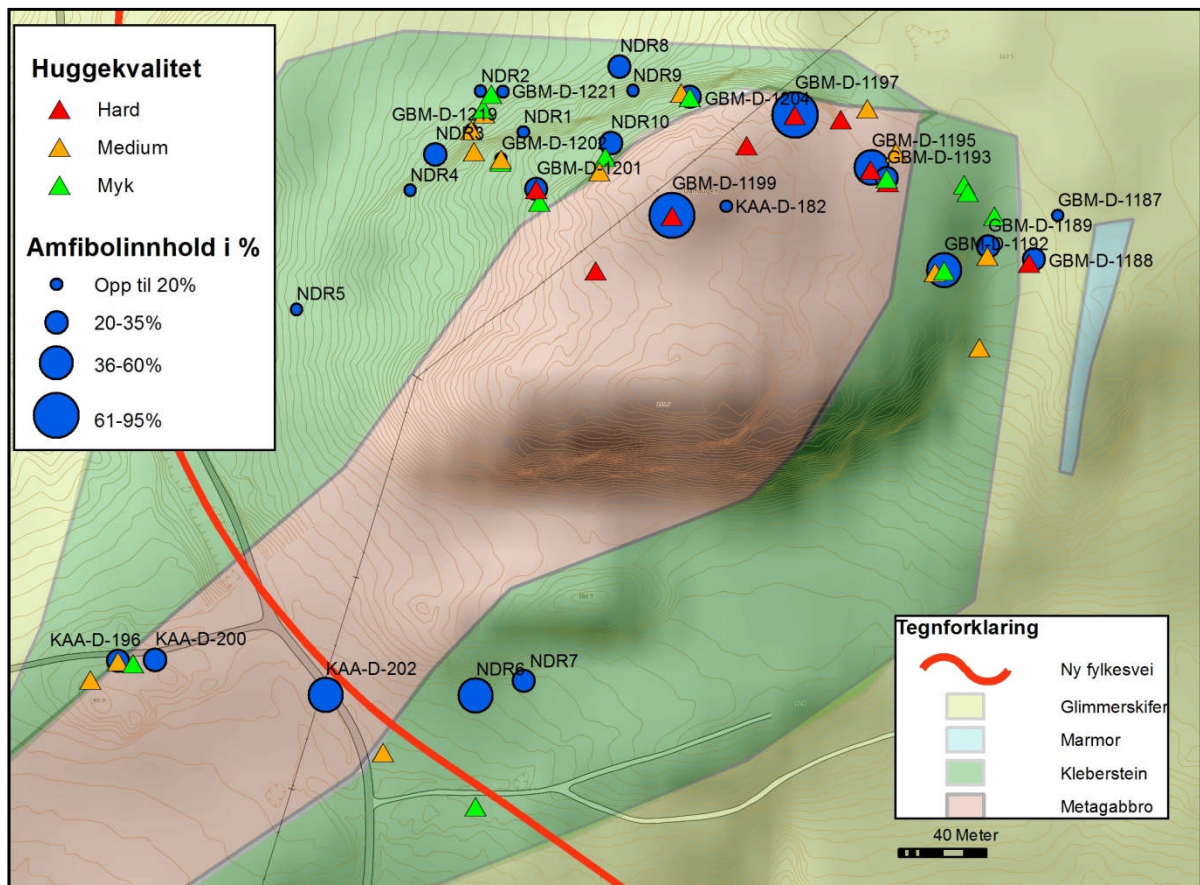 Huggekvalitet
Hard
Medium
Myk
Amfibolinnhold i %
Opp til 20%
20-35%
36-60%
61-95%
NDR8
NDR2
GBM-D-1221
NDR9
GBM-D-1197
GBM-D-1204
GBM-D-1219
NDR1
NDR3
GBM-D-1202
NDR10
GBM-D-1195
GBM-D-1193
GBM-D-1201
NDR4
GBM-D-1199
KAA-D-182
GBM-D-1187
GBM-D-1189
GBM-D-1192
GBM-D-1188
NDR5
KAA-D-196
KAA-D-200
KAA-D-202
NDR6
NDR7
Tegnforklaring
Ny fylkesvei
Glimmerskifer
Marmor
Kleberstein
Metagabbro
40 Meter